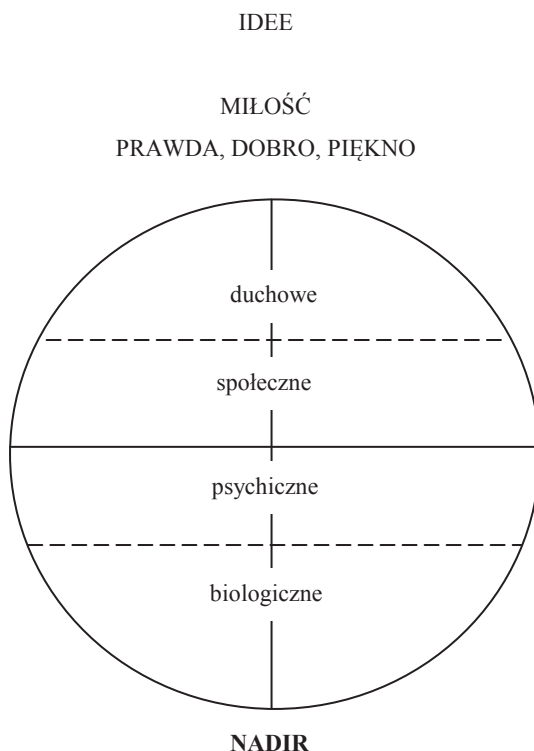 IDEE
MIŁOŚĆ
PRAWDA, DOBRO, PIĘKNO
duchowe
społeczne
psychiczne
biologiczne
NADIR